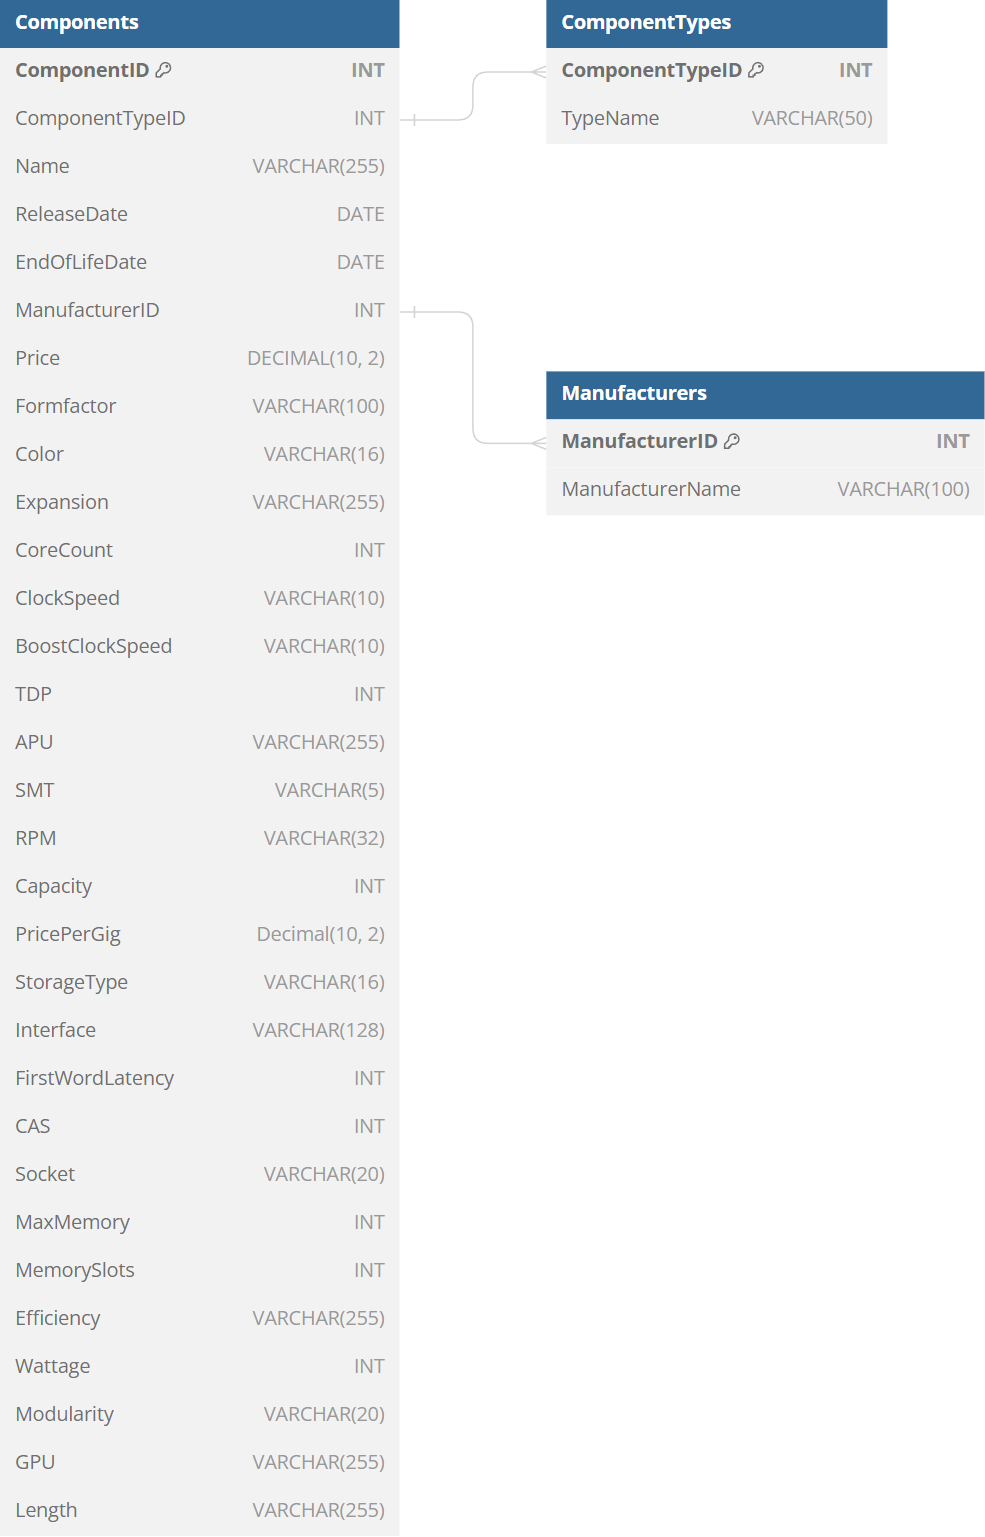 Components
ComponentID INT
ComponentTypeID INT
Name VARCHAR(255)
ReleaseDate DATE
EndOfLifeDate DATE
ManufacturerID INT
Price DECIMAL(10, 2)
Formfactor VARCHAR(100)
Color VARCHAR(16)
Expansion VARCHAR(255)
CoreCount INT
ClockSpeed VARCHAR(10)
BoostClockSpeed VARCHAR(10)
TDP INT
APU VARCHAR(255)
SMT VARCHAR(5)
RPM VARCHAR(32)
Capacity INT
PricePerGig Decimal(10, 2)
StorageType VARCHAR(16)
Interface VARCHAR(128)
FirstWordLatency INT
CAS INT
Socket VARCHAR(20)
MaxMemory INT
MemorySlots INT
Efficiency VARCHAR(255)
Wattage INT
Modularity VARCHAR(20)
GPU VARCHAR(255)
Length VARCHAR(255)
ComponentTypes
ComponentTypeID INT
TypeName VARCHAR(50)
Manufacturers
ManufacturerID INT
ManufacturerName VARCHAR(100)